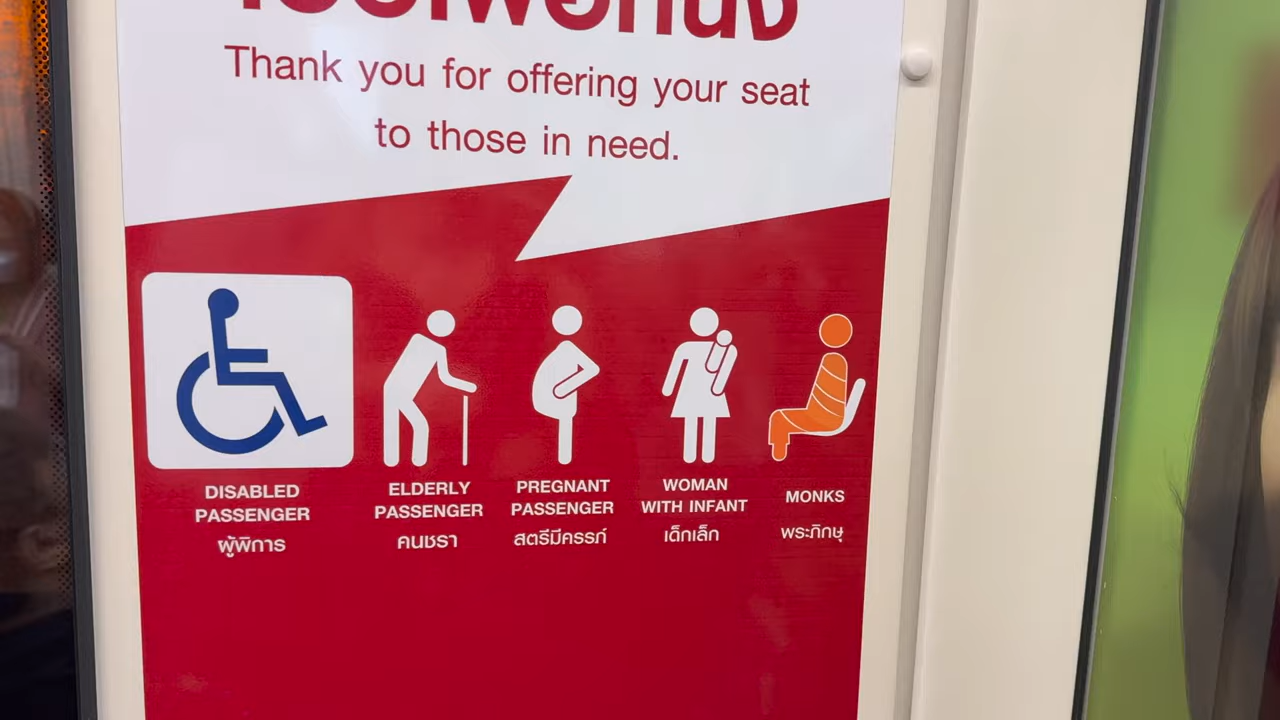 Thank you for offering your seat
to those in need.
DISABLED
PASSENGER
ผู้พิการ
ELDERLY
PASSENGER
คนชรา
PREGNANT
PASSENGER
สตรีมีครรภ์
WOMAN
WITH INFANT
เด็กเล็ก
MONKS
พระภิกษุ